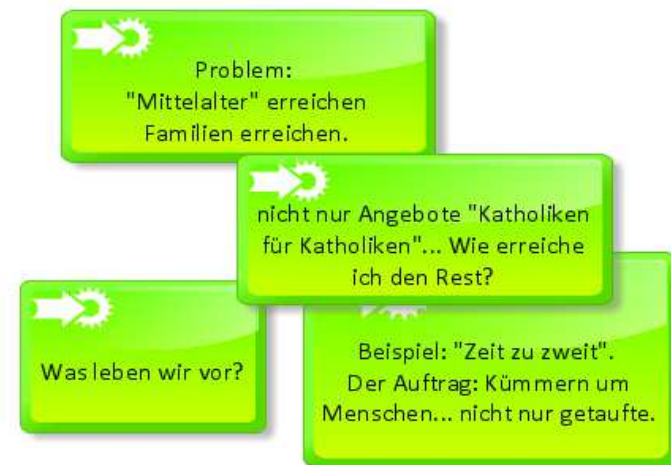 Problem:
"Mittelalter" erreichen
Familien erreichen.
nicht nur Angebote "Katholiken
für Katholiken"... Wie erreiche
ich den Rest?
Was leben wir vor?
Beispiel: "Zeit zu zweit".
Der Auftrag: Kümmern um
Menschen... nicht nur getaufte.